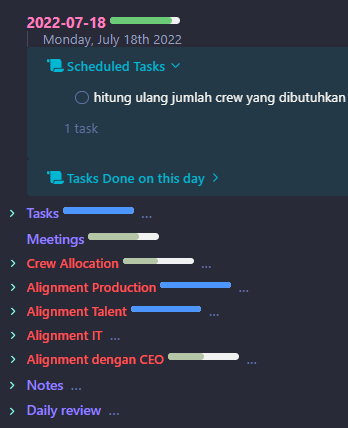 2022-07-18
Monday, July 18th 2022
Scheduled Tasks
hitung ulang jumlah crew yang dibutuhkan
1 task
Tasks Done on this day
Tasks ...
Meetings
Crew Allocation ...
Alignment Production ...
Alignment Talent ...
Alignment IT ...
Alignment dengan CEO ...
Notes ...
Daily review ...